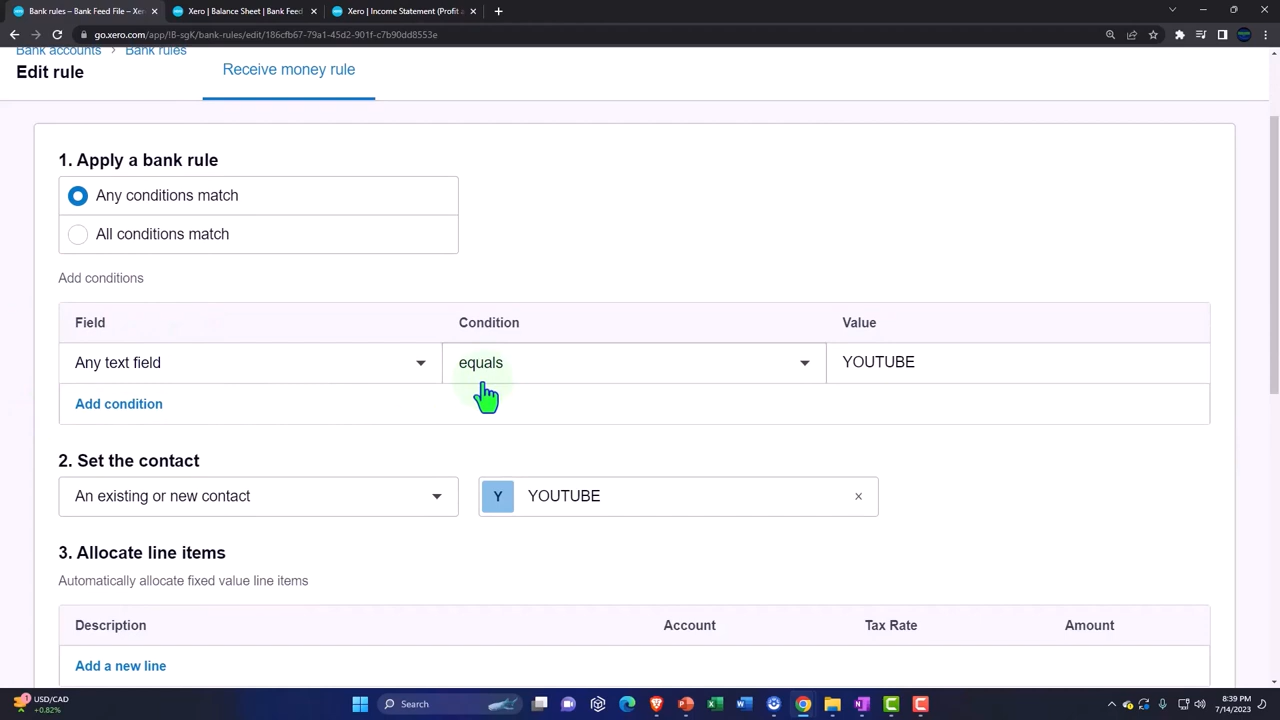 Bank rules – Bank Feed File – Xer
Xero | Balance Sheet | Bank Feed
Xero | Income Statement (Profit a
go.xero.com/app/!8-sgK/bank-rules/edit/186cfb67-79a1-45d2-901f-c7b90dd8553e
Bank accounts > Bank rules
Edit rule
Receive money rule
1. Apply a bank rule
Any conditions match
All conditions match
Add conditions
Field Condition Value
Any text field equals YOUTUBE
Add condition
2. Set the contact
An existing or new contact Y YOUTUBE ×
3. Allocate line items
Automatically allocate fixed value line items
Description Account Tax Rate Amount
Add a new line
USD/CAD
+0.82%
Search
8:39 PM
7/14/2023